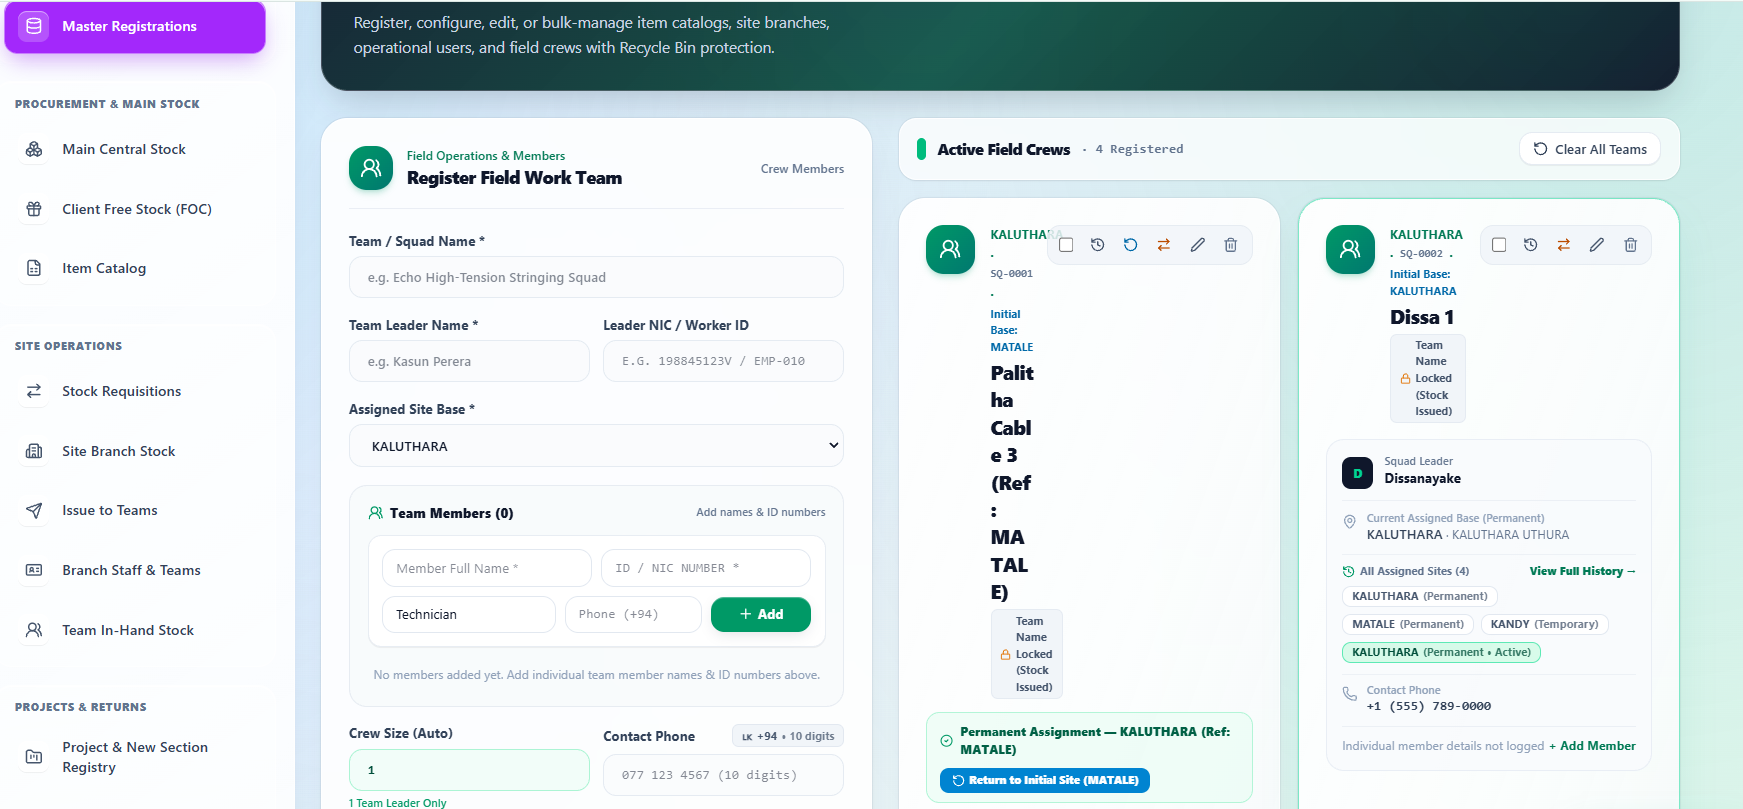 Master Registrations
PROCUREMENT & MAIN STOCK
Main Central Stock
Client Free Stock (FOC)
Item Catalog
SITE OPERATIONS
Stock Requisitions
Site Branch Stock
Issue to Teams
Branch Staff & Teams
Team In-Hand Stock
PROJECTS & RETURNS
Project & New Section
Registry
Register, configure, edit, or bulk-manage item catalogs, site branches,
operational users, and field crews with Recycle Bin protection.
Field Operations & Members
Register Field Work Team
Crew Members
Team / Squad Name *
e.g. Echo High-Tension Stringing Squad
Team Leader Name *
Leader NIC / Worker ID
e.g. Kasun Perera
E.G. 198845123V / EMP-010
Assigned Site Base *
KALUTHARA
Team Members (0)
Add names & ID numbers
Member Full Name *
ID / NIC NUMBER *
Technician
Phone (+94)
+ Add
No members added yet. Add individual team member names & ID numbers above.
Crew Size (Auto)
Contact Phone
LK +94 • 10 digits
1
077 123 4567 (10 digits)
1 Team Leader Only
Active Field Crews · 4 Registered
Clear All Teams
KALUTHARA
·
SQ-0001
·
Initial
Base:
MATALE
Palit
ha
Cabl
e 3
(Ref
:
MA
TAL
E)
Team
Name
Locked
(Stock
Issued)
Permanent Assignment — KALUTHARA (Ref:
MATALE)
Return to Initial Site (MATALE)
KALUTHARA
· SQ-0002 ·
Initial Base:
KALUTHARA
Dissa 1
Team
Name
Locked
(Stock
Issued)
D
Squad Leader
Dissanayake
Current Assigned Base (Permanent)
KALUTHARA · KALUTHARA UTHURA
All Assigned Sites (4)
View Full History →
KALUTHARA (Permanent)
MATALE (Permanent)
KANDY (Temporary)
KALUTHARA (Permanent • Active)
Contact Phone
+1 (555) 789-0000
Individual member details not logged
+ Add Member